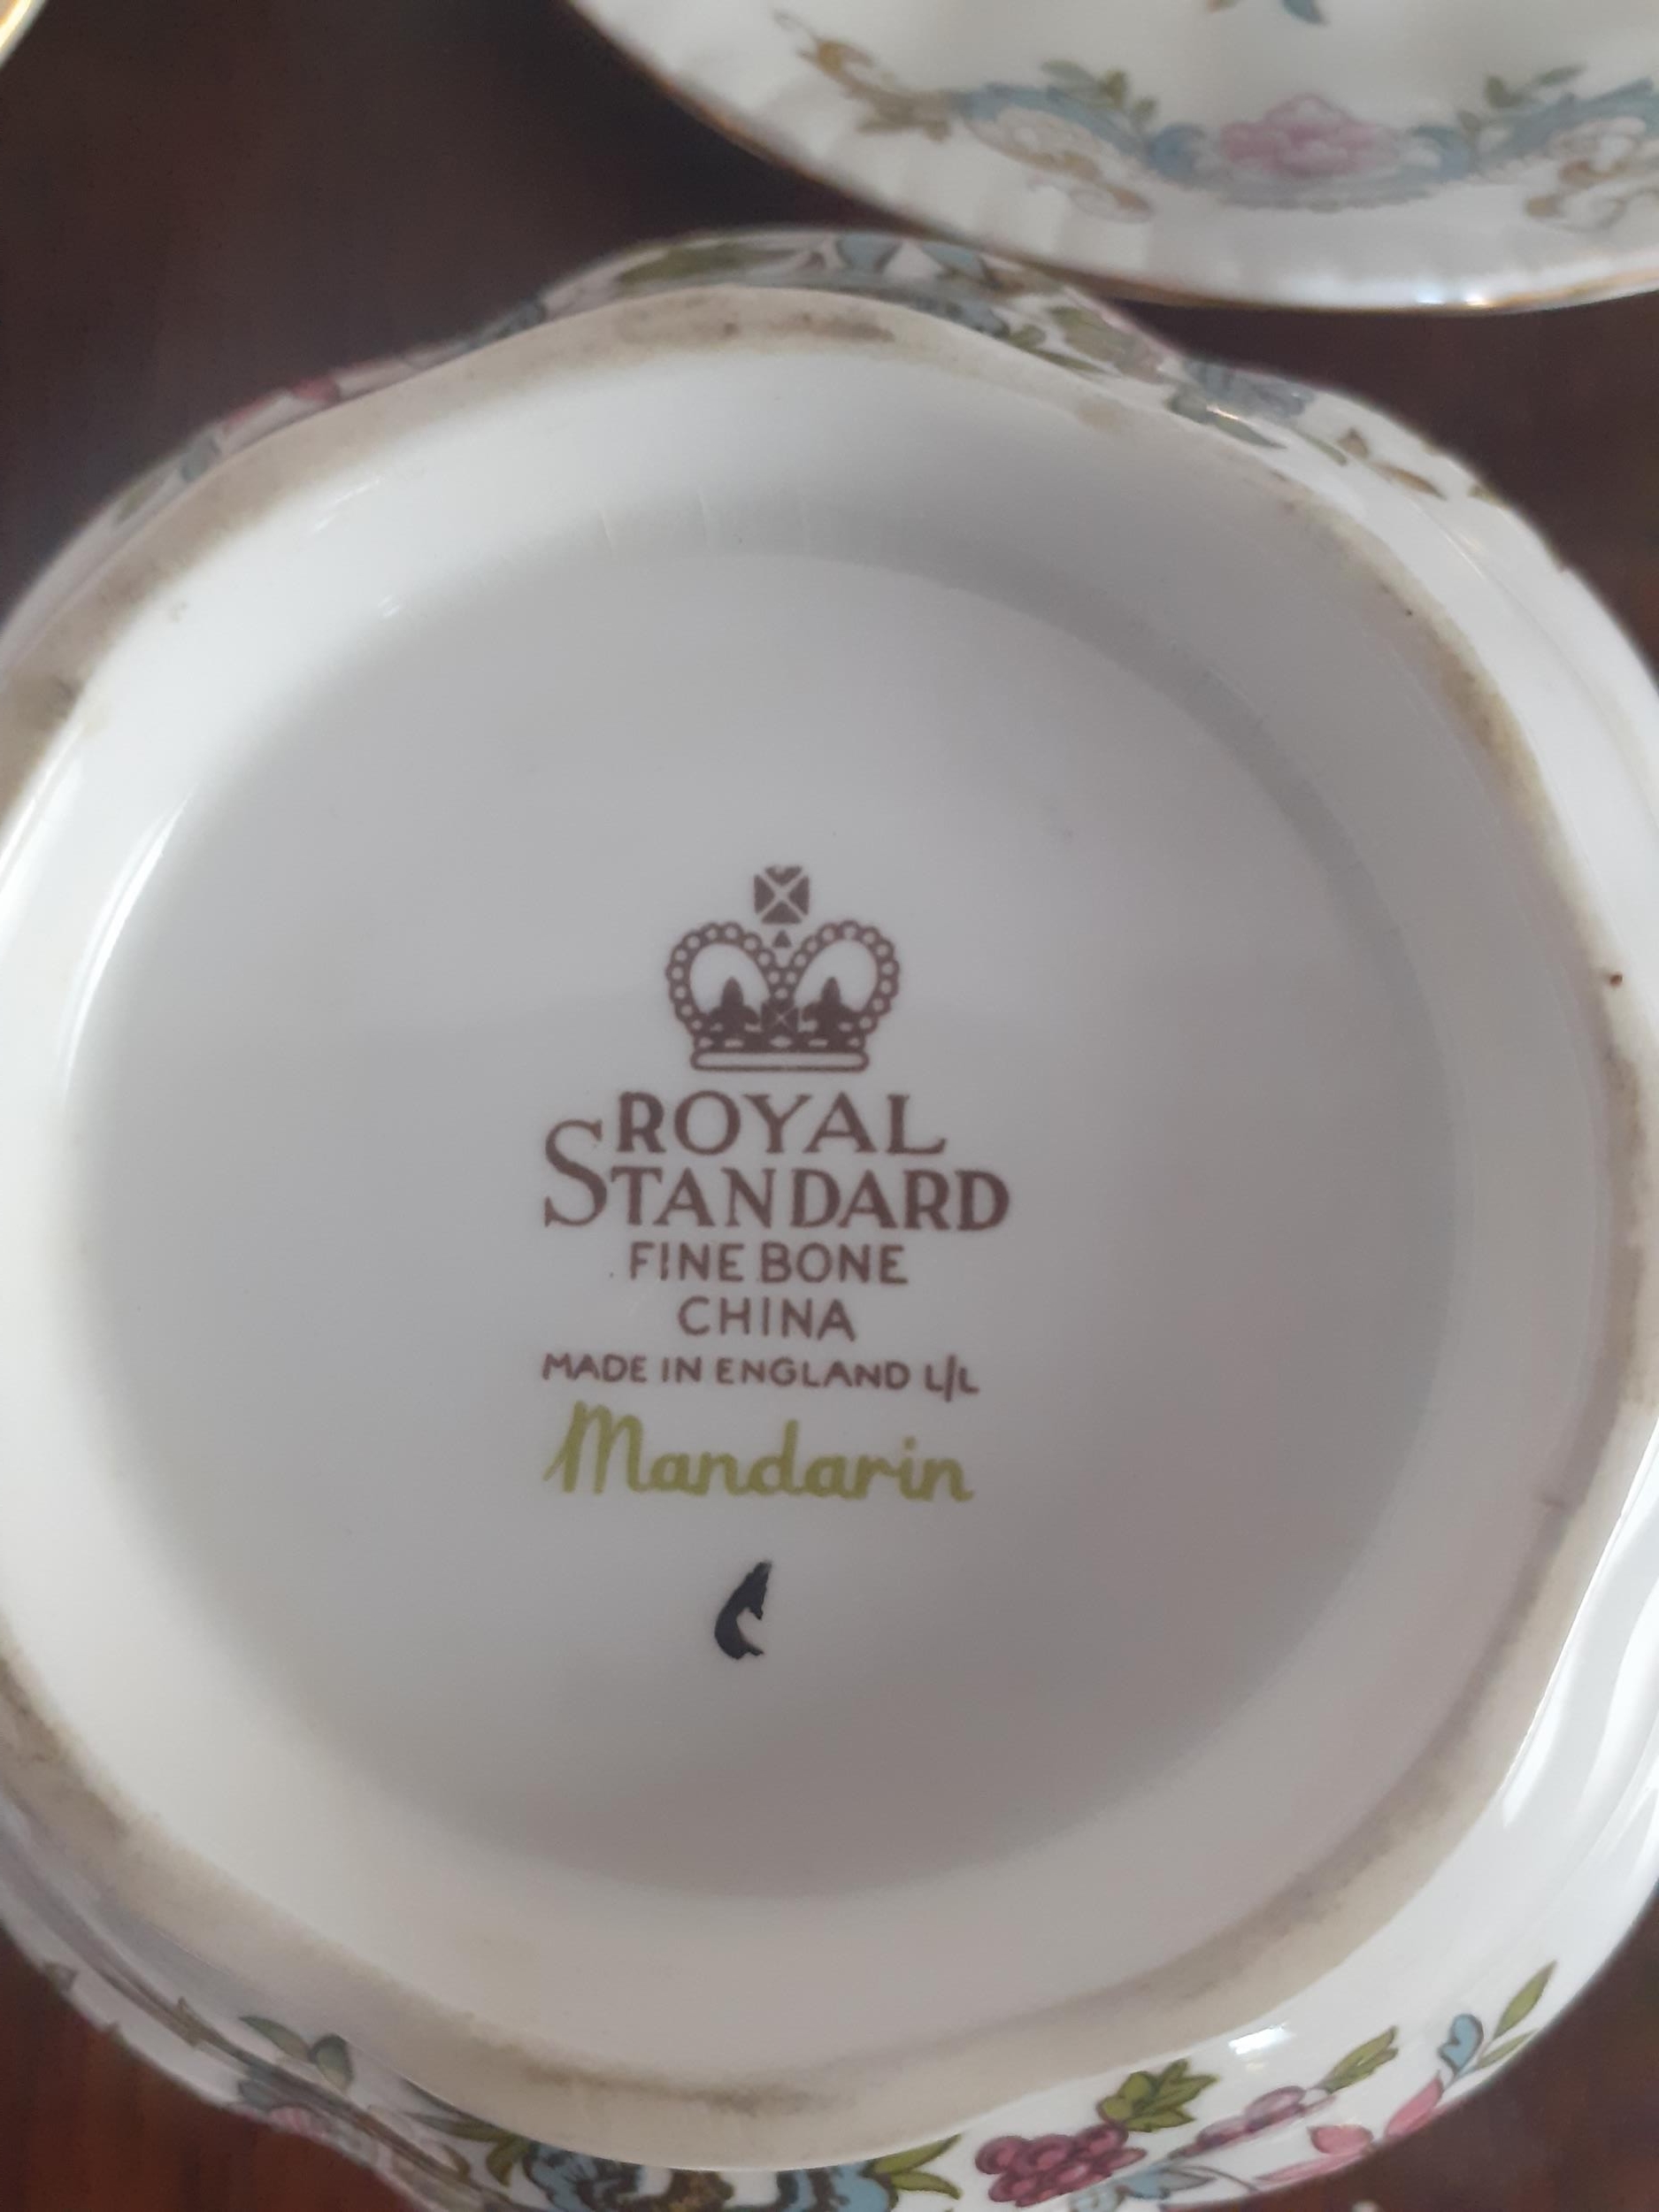 ROYAL
STANDARD
FINE BONE
CHINA
MADE IN ENGLAND L/L
Mandarin